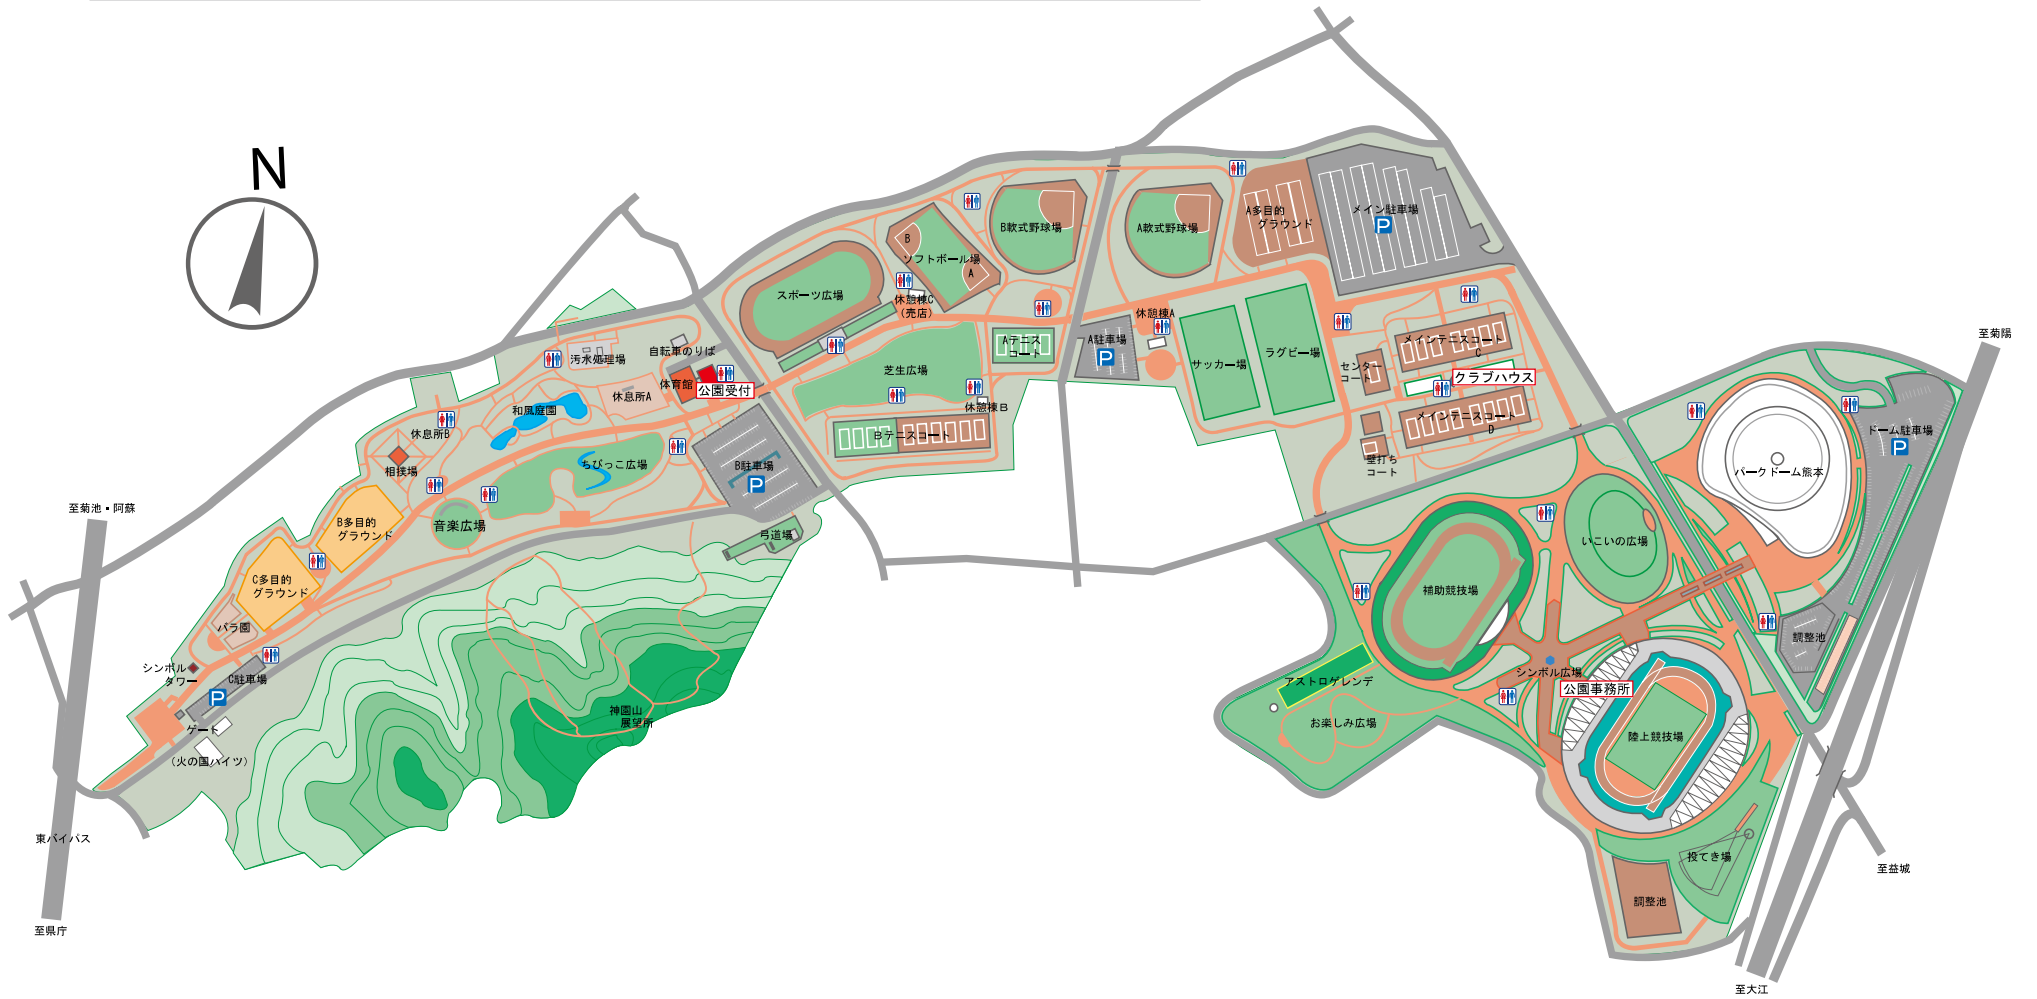 N
至菊陽
メイン駐車場
P
A多目的
グラウンド
B軟式野球場
A軟式野球場
B
ソフトボール場
A
スポーツ広場
休憩棟C
(売店)
休憩棟A
Aテニス
コート
A駐車場
P
サッカー場
ラグビー場
メインテニスコート
C
センター
コート
クラブハウス
メインテニスコート
D
壁打ち
コート
汚水処理場
自転車のりば
体育館
公園受付
休息所A
芝生広場
休憩棟B
Bテニスコート
和風庭園
休息所B
相撲場
ちびっこ広場
B駐車場
P
音楽広場
弓道場
B多目的
グラウンド
C多目的
グラウンド
バラ園
シンボル
タワー
C駐車場
P
ゲート
(火の国ハイツ)
神園山
展望所
至菊池・阿蘇
東バイパス
至県庁
ドーム駐車場
P
パークドーム熊本
いこいの広場
補助競技場
調整池
シンボル広場
公園事務所
アストロゲレンデ
お楽しみ広場
陸上競技場
投てき場
調整池
至益城
至大江